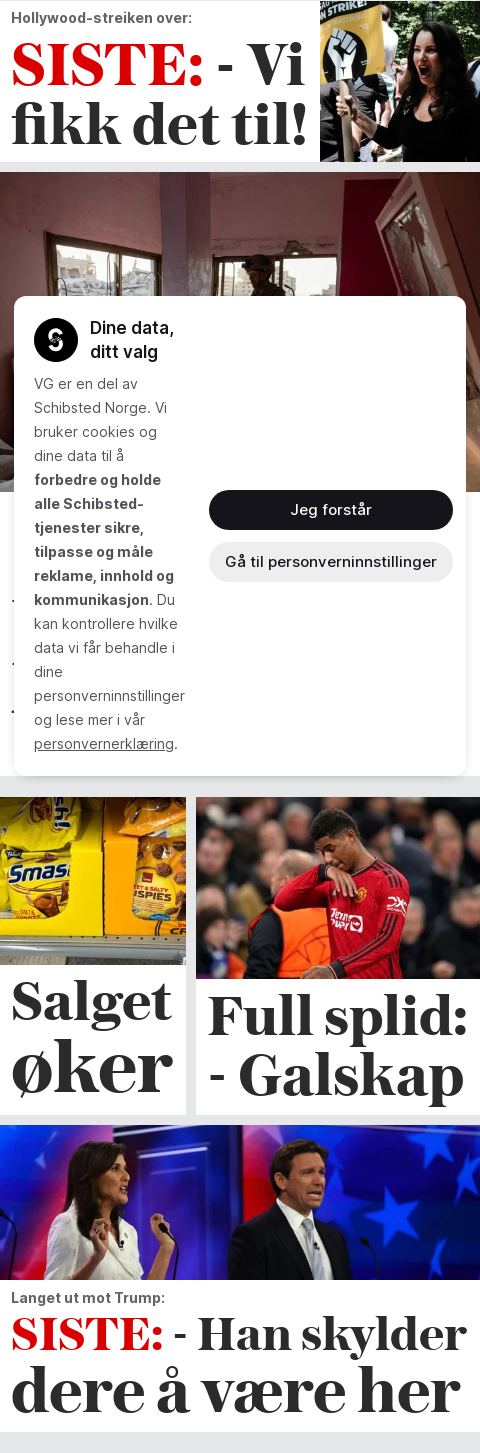 Hollywood-streiken over:
SISTE: - Vi
fikk det til!
STRIKE!
Dine data,
ditt valg
VG er en del av
Schibsted Norge. Vi
bruker cookies og
dine data til å
forbedre og holde
alle Schibsted-
tjenester sikre,
tilpasse og måle
reklame, innhold og
kommunikasjon. Du
kan kontrollere hvilke
data vi får behandle i
dine
personverninnstillinger
og lese mer i vår
personvernerklæring.
Jeg forstår
Gå til personverninnstillinger
Smash
Salget
øker
Full splid:
- Galskap
Langet ut mot Trump:
SISTE: - Han skylder
dere å være her